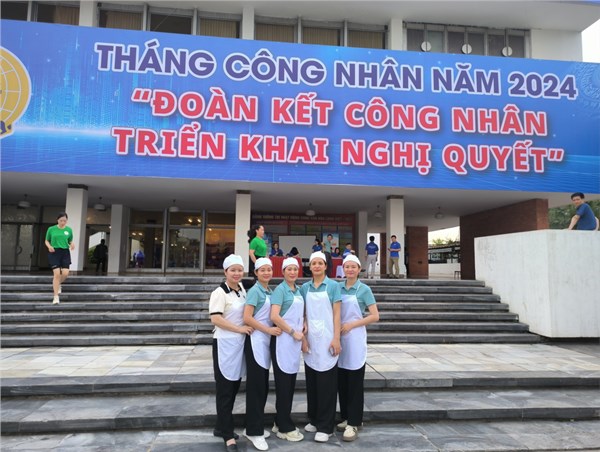 THÁNG CÔNG NHÂN NĂM 2024
“ĐOÀN KẾT CÔNG NHÂN
TRIỂN KHAI NGHỊ QUYẾT”